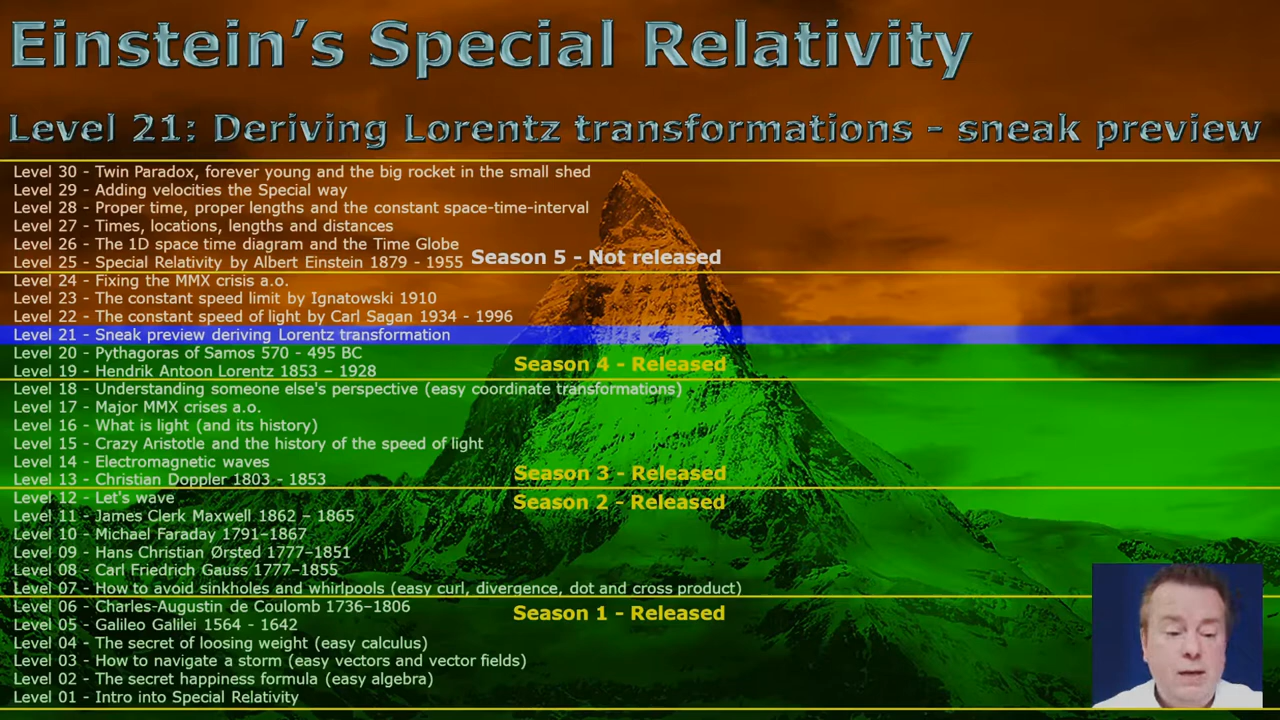 Einstein's Special Relativity
Level 21: Deriving Lorentz transformations - sneak preview
Level 30 - Twin Paradox, forever young and the big rocket in the small shed
Level 29 - Adding velocities the Special way
Level 28 - Proper time, proper lengths and the constant space-time-interval
Level 27 - Times, locations, lengths and distances
Level 26 - The 1D space time diagram and the Time Globe
Level 25 - Special Relativity by Albert Einstein 1879 - 1955
Season 5 - Not released
Level 24 - Fixing the MMX crisis a.o.
Level 23 - The constant speed limit by Ignatowski 1910
Level 22 - The constant speed of light by Carl Sagan 1934 - 1996
Level 21 - Sneak preview deriving Lorentz transformation
Level 20 - Pythagoras of Samos 570 - 495 BC
Season 4 - Released
Level 19 - Hendrik Antoon Lorentz 1853 – 1928
Level 18 - Understanding someone else's perspective (easy coordinate transformations)
Level 17 - Major MMX crises a.o.
Level 16 - What is light (and its history)
Level 15 - Crazy Aristotle and the history of the speed of light
Level 14 - Electromagnetic waves
Season 3 - Released
Level 13 - Christian Doppler 1803 - 1853
Level 12 - Let's wave
Season 2 - Released
Level 11 - James Clerk Maxwell 1862 – 1865
Level 10 - Michael Faraday 1791–1867
Level 09 - Hans Christian Ørsted 1777–1851
Level 08 - Carl Friedrich Gauss 1777–1855
Level 07 - How to avoid sinkholes and whirlpools (easy curl, divergence, dot and cross product)
Level 06 - Charles-Augustin de Coulomb 1736–1806
Season 1 - Released
Level 05 - Galileo Galilei 1564 - 1642
Level 04 - The secret of loosing weight (easy calculus)
Level 03 - How to navigate a storm (easy vectors and vector fields)
Level 02 - The secret happiness formula (easy algebra)
Level 01 - Intro into Special Relativity